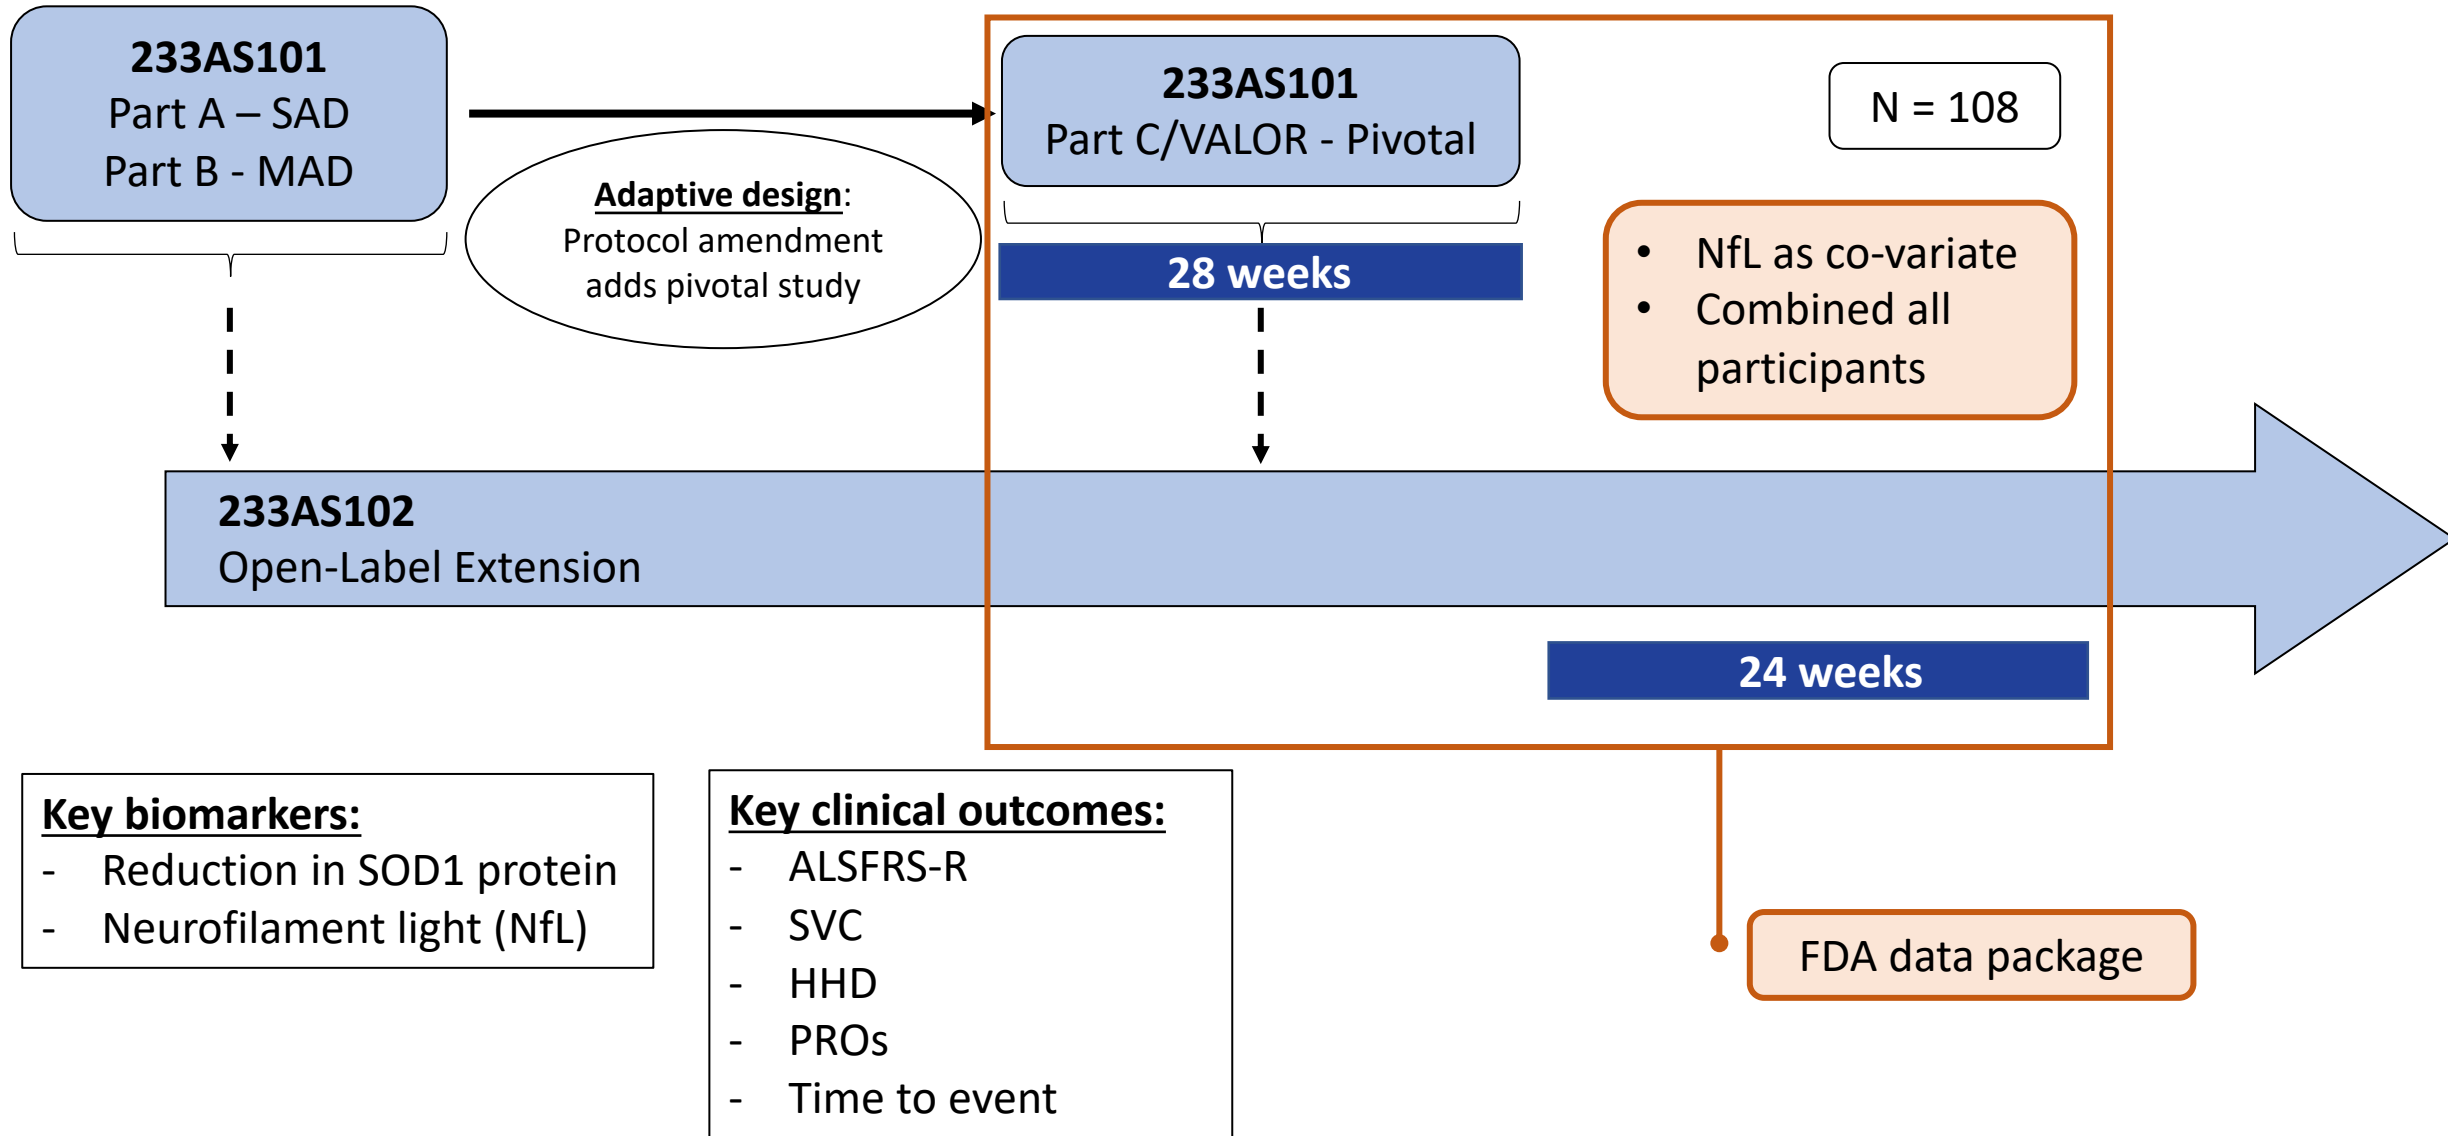 233AS101
Part A – SAD
Part B - MAD
Adaptive design:
Protocol amendment
adds pivotal study
233AS101
Part C/VALOR - Pivotal
28 weeks
N = 108
• NfL as co-variate
• Combined all
participants
233AS102
Open-Label Extension
24 weeks
Key biomarkers:
- Reduction in SOD1 protein
- Neurofilament light (NfL)
Key clinical outcomes:
- ALSFRS-R
- SVC
- HHD
- PROs
- Time to event
FDA data package